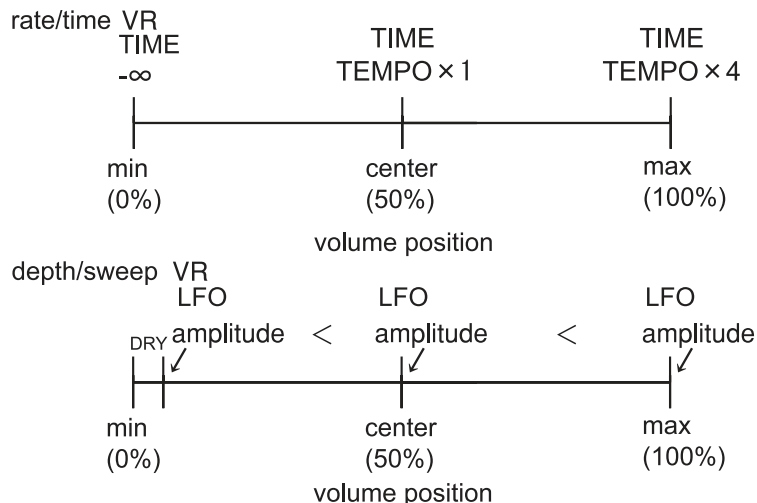 rate/time VR
TIME TIME TIME
-∞ TEMPO×1 TEMPO×4
min center max
(0%) (50%) (100%)
volume position
depth/sweep VR
LFO LFO LFO
DRY amplitude < amplitude < amplitude
min center max
(0%) (50%) (100%)
volume position